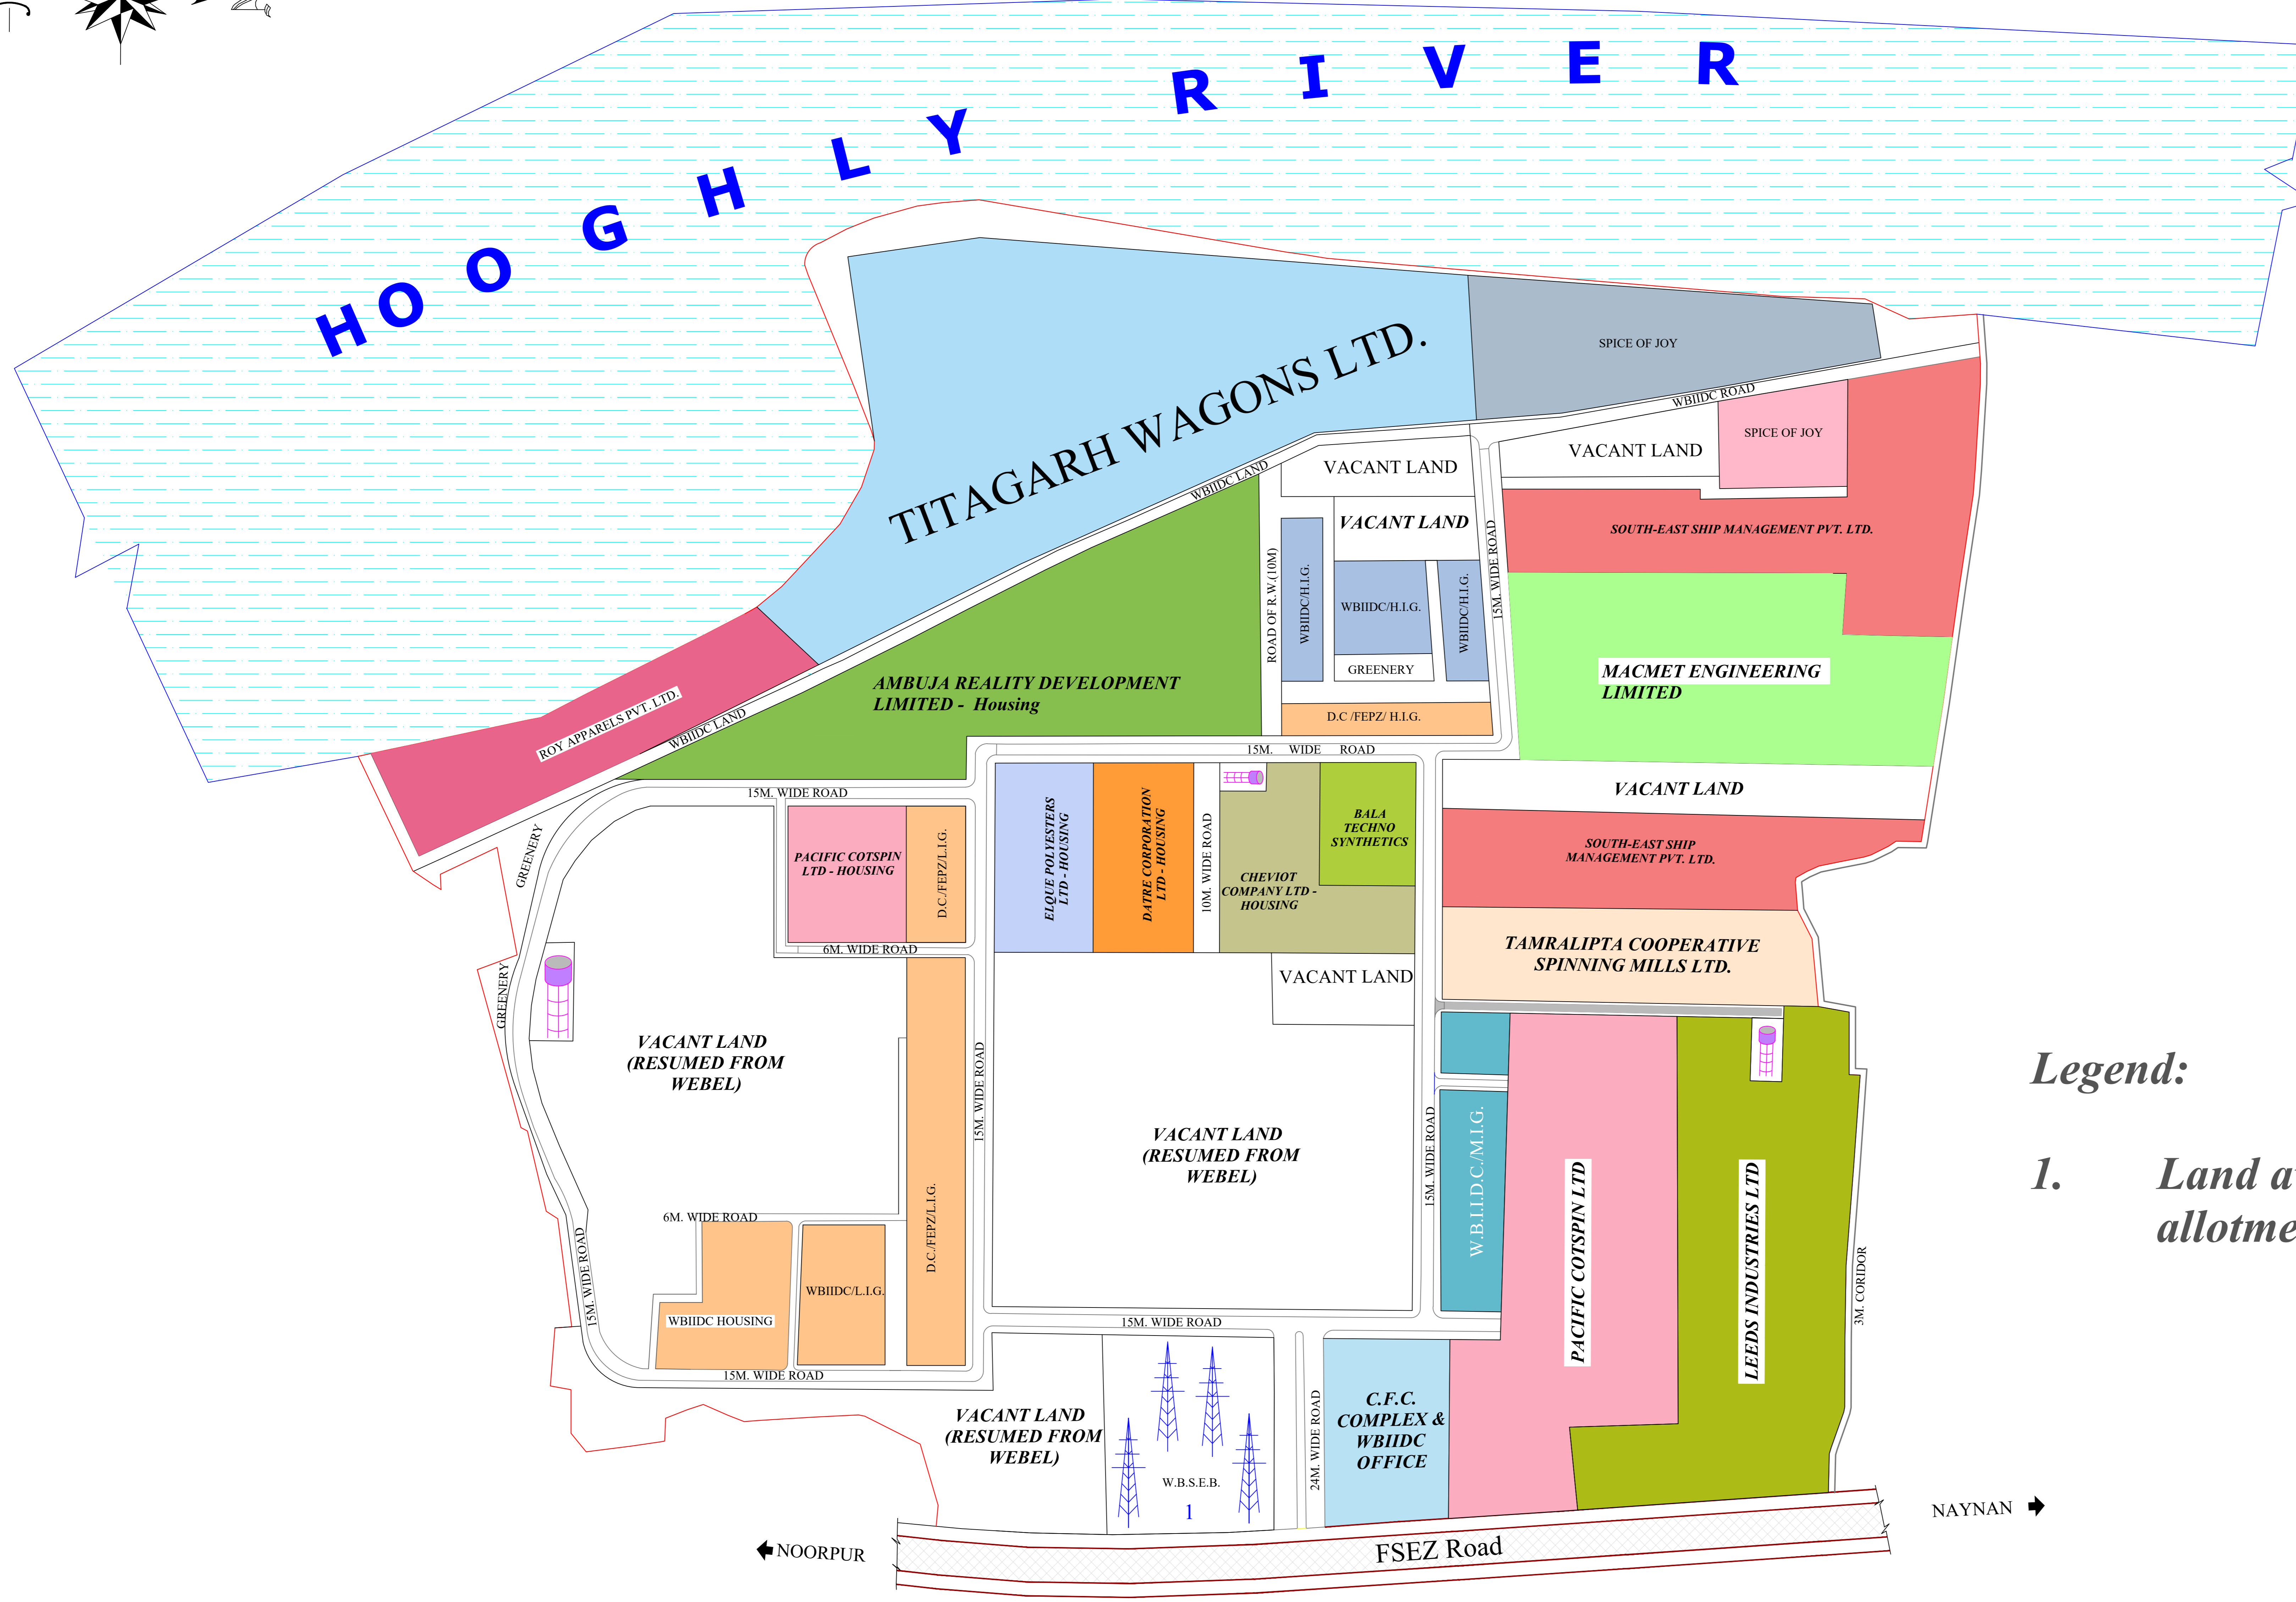 HOOGHLY RIVER
TITAGARH WAGONS LTD.
SPICE OF JOY
WBIIDC ROAD
SPICE OF JOY
VACANT LAND
VACANT LAND
WBIIDC LAND
VACANT LAND
SOUTH-EAST SHIP MANAGEMENT PVT. LTD.
15M. WIDE ROAD
ROAD OF R.W.(10M)
WBIIDC/H.I.G.
WBIIDC/H.I.G.
WBIIDC/H.I.G.
GREENERY
MACMET ENGINEERING
LIMITED
AMBUJA REALITY DEVELOPMENT
LIMITED - Housing
D.C /FEPZ/ H.I.G.
ROY APPARELS PVT. LTD.
WBIIDC LAND
15M. WIDE ROAD
15M. WIDE ROAD
VACANT LAND
ELQUE POLYESTERS
LTD - HOUSING
DATRE CORPORATION
LTD - HOUSING
10M. WIDE ROAD
BALA
TECHNO
SYNTHETICS
CHEVIOT
COMPANY LTD -
HOUSING
GREENERY
PACIFIC COTSPIN
LTD - HOUSING
D.C./FEPZ/L.I.G.
SOUTH-EAST SHIP
MANAGEMENT PVT. LTD.
6M. WIDE ROAD
TAMRALIPTA COOPERATIVE
SPINNING MILLS LTD.
VACANT LAND
GREENERY
VACANT LAND
(RESUMED FROM
WEBEL)
15M. WIDE ROAD
VACANT LAND
(RESUMED FROM
WEBEL)
15M. WIDE ROAD
W.B.I.I.D.C./M.I.G.
PACIFIC COTSPIN LTD
LEEDS INDUSTRIES LTD
3M. CORIDOR
Legend:
1. Land
allotme
D.C./FEPZ/L.I.G.
6M. WIDE ROAD
15M. WIDE ROAD
WBIIDC/L.I.G.
WBIIDC HOUSING
15M. WIDE ROAD
15M. WIDE ROAD
VACANT LAND
(RESUMED FROM
WEBEL)
W.B.S.E.B.
1
24M. WIDE ROAD
C.F.C.
COMPLEX &
WBIIDC
OFFICE
NOORPUR
FSEZ Road
NAYNAN